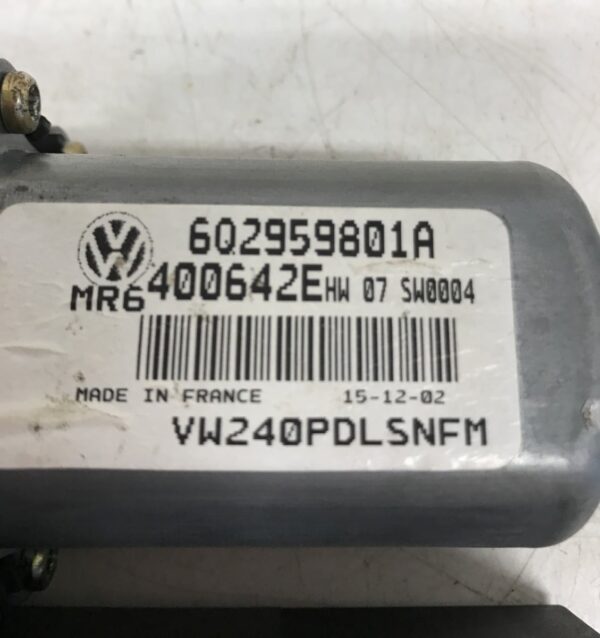 6Q2959801A
MR6 400642E HW 07 SW0004
MADE IN FRANCE 15-12-02
VW240PDLSNFM